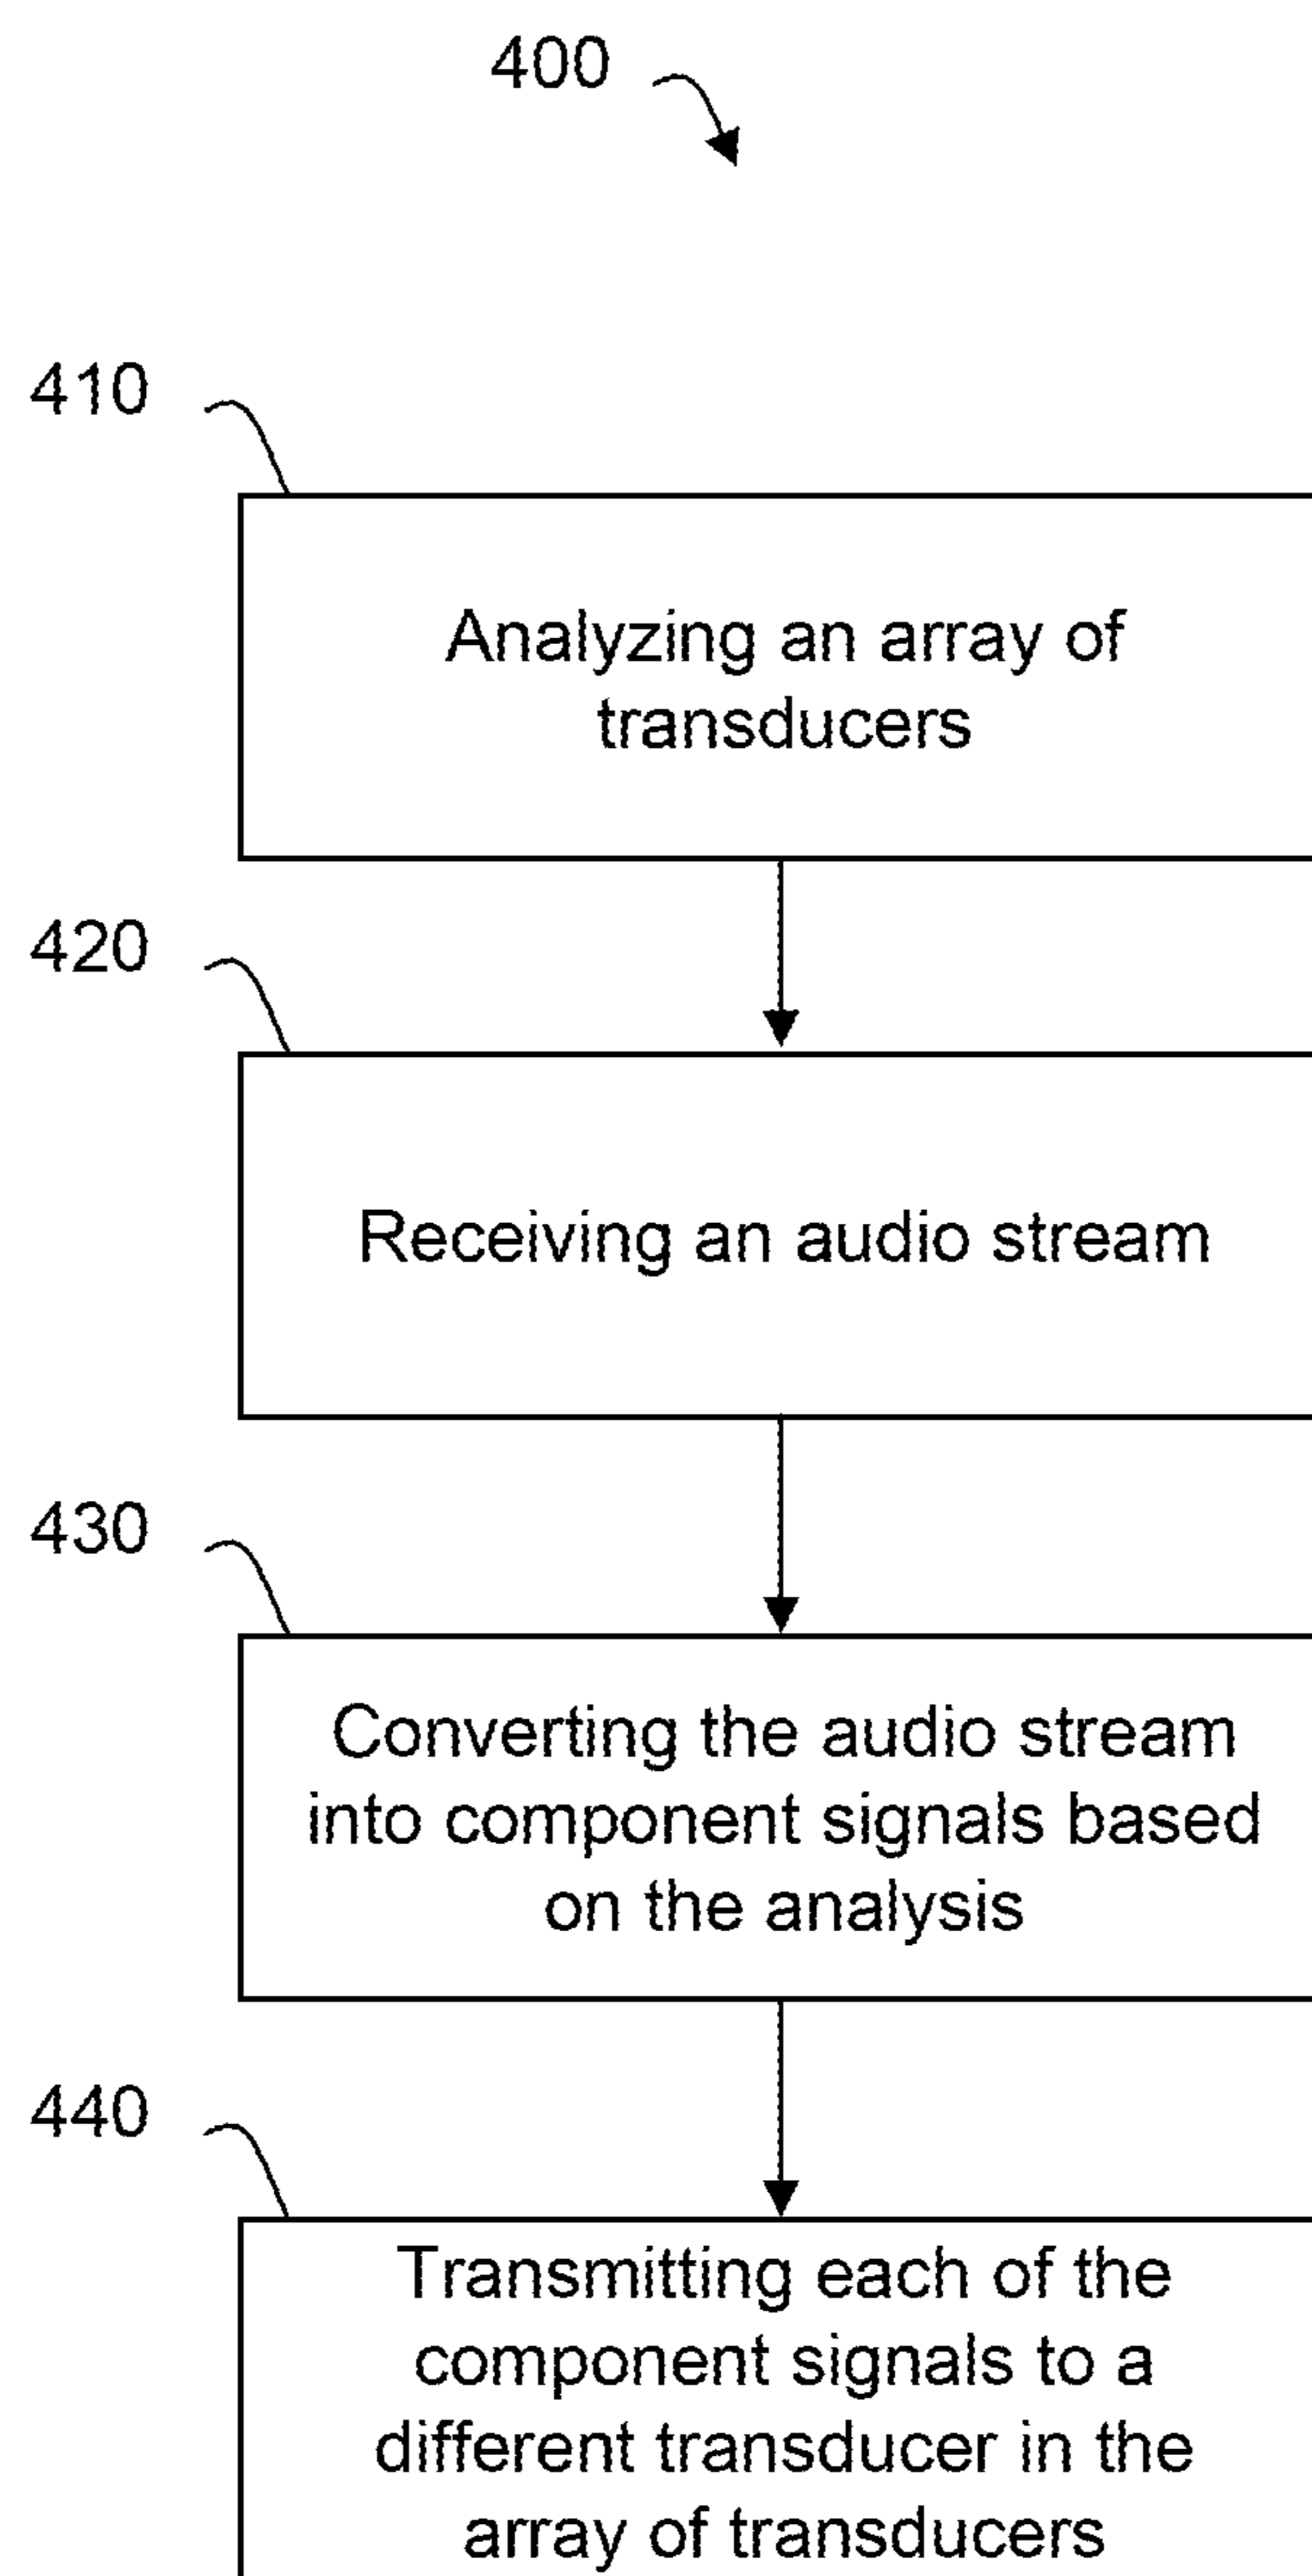 400
410
Analyzing an array of
transducers
420
Receiving an audio stream
430
Converting the audio stream
into component signals based
on the analysis
440
Transmitting each of the
component signals to a
different transducer in the
array of transducers